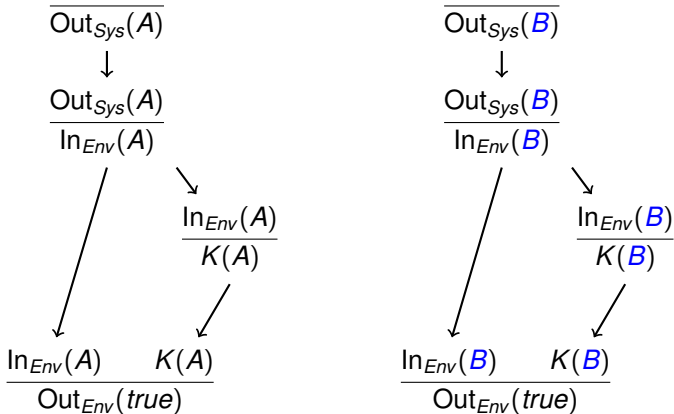 Out_Sys(A) Out_Sys(B)
Out_Sys(A) Out_Sys(B)
In_Env(A) In_Env(B)
In_Env(A) In_Env(B)
K(A) K(B)
In_Env(A) K(A) In_Env(B) K(B)
Out_Env(true) Out_Env(true)